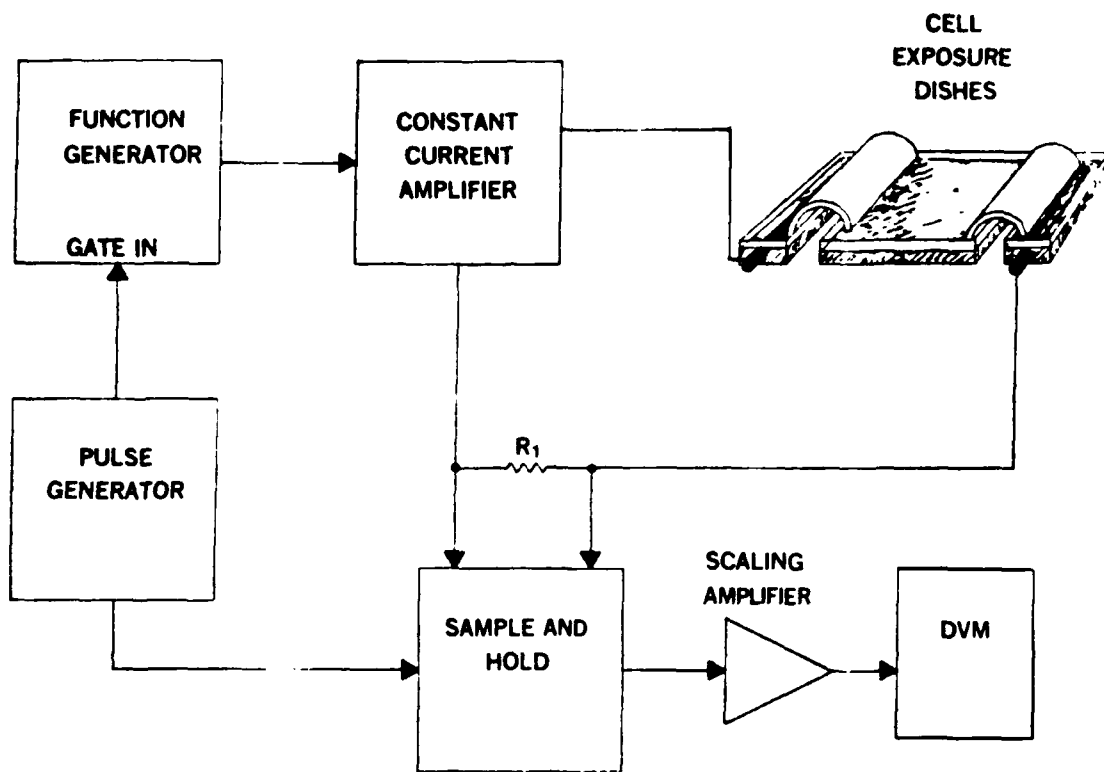 CELL
EXPOSURE
DISHES
FUNCTION
GENERATOR
GATE IN
CONSTANT
CURRENT
AMPLIFIER
PULSE
GENERATOR
R₁
SAMPLE AND
HOLD
SCALING
AMPLIFIER
DVM